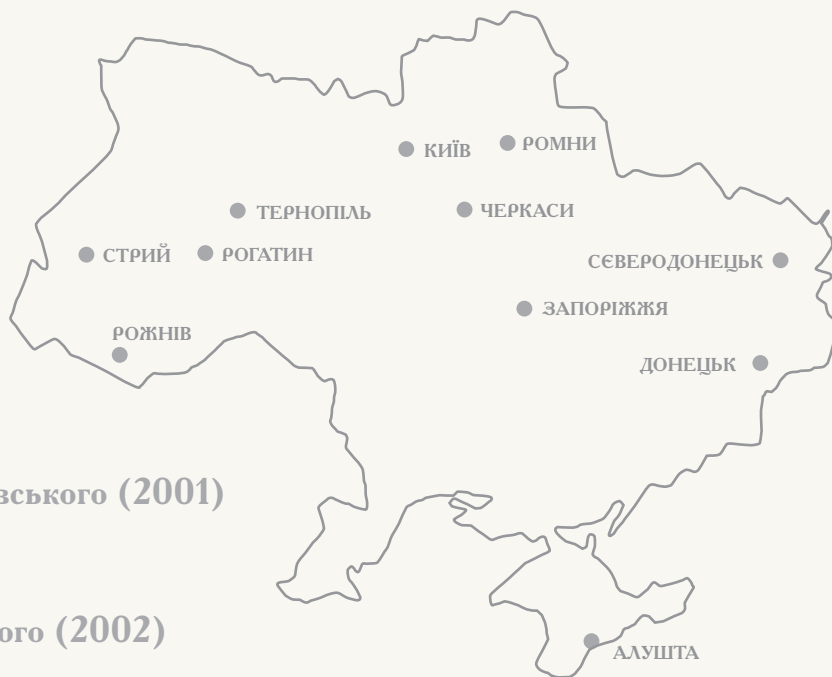 КИЇВ
РОМНИ
ТЕРНОПІЛЬ
ЧЕРКАСИ
СТРИЙ
РОГАТИН
СЄВЕРОДОНЕЦЬК
ЗАПОРІЖЖЯ
РОЖНІВ
ДОНЕЦЬК
вського (2001)
ого (2002)
АЛУШТА